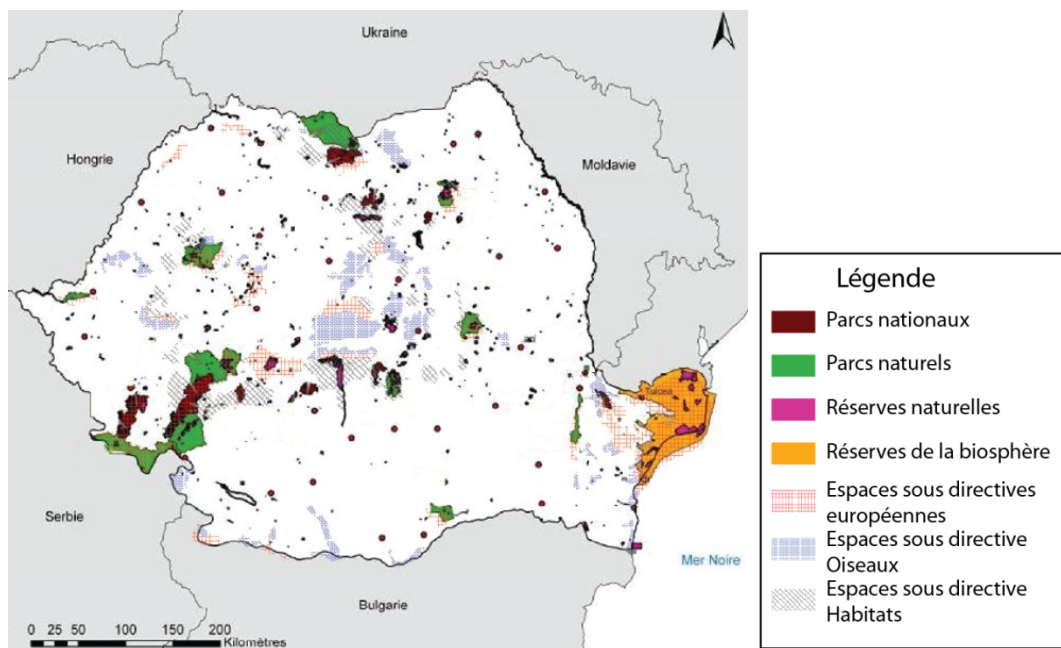 Ukraine
Hongrie
Moldavie
Serbie
Mer Noire
Bulgarie
0 25 50 100 150 200
Kilomètres
Légende
Parcs nationaux
Parcs naturels
Réserves naturelles
Réserves de la biosphère
Espaces sous directives
européennes
Espaces sous directive
Oiseaux
Espaces sous directive
Habitats